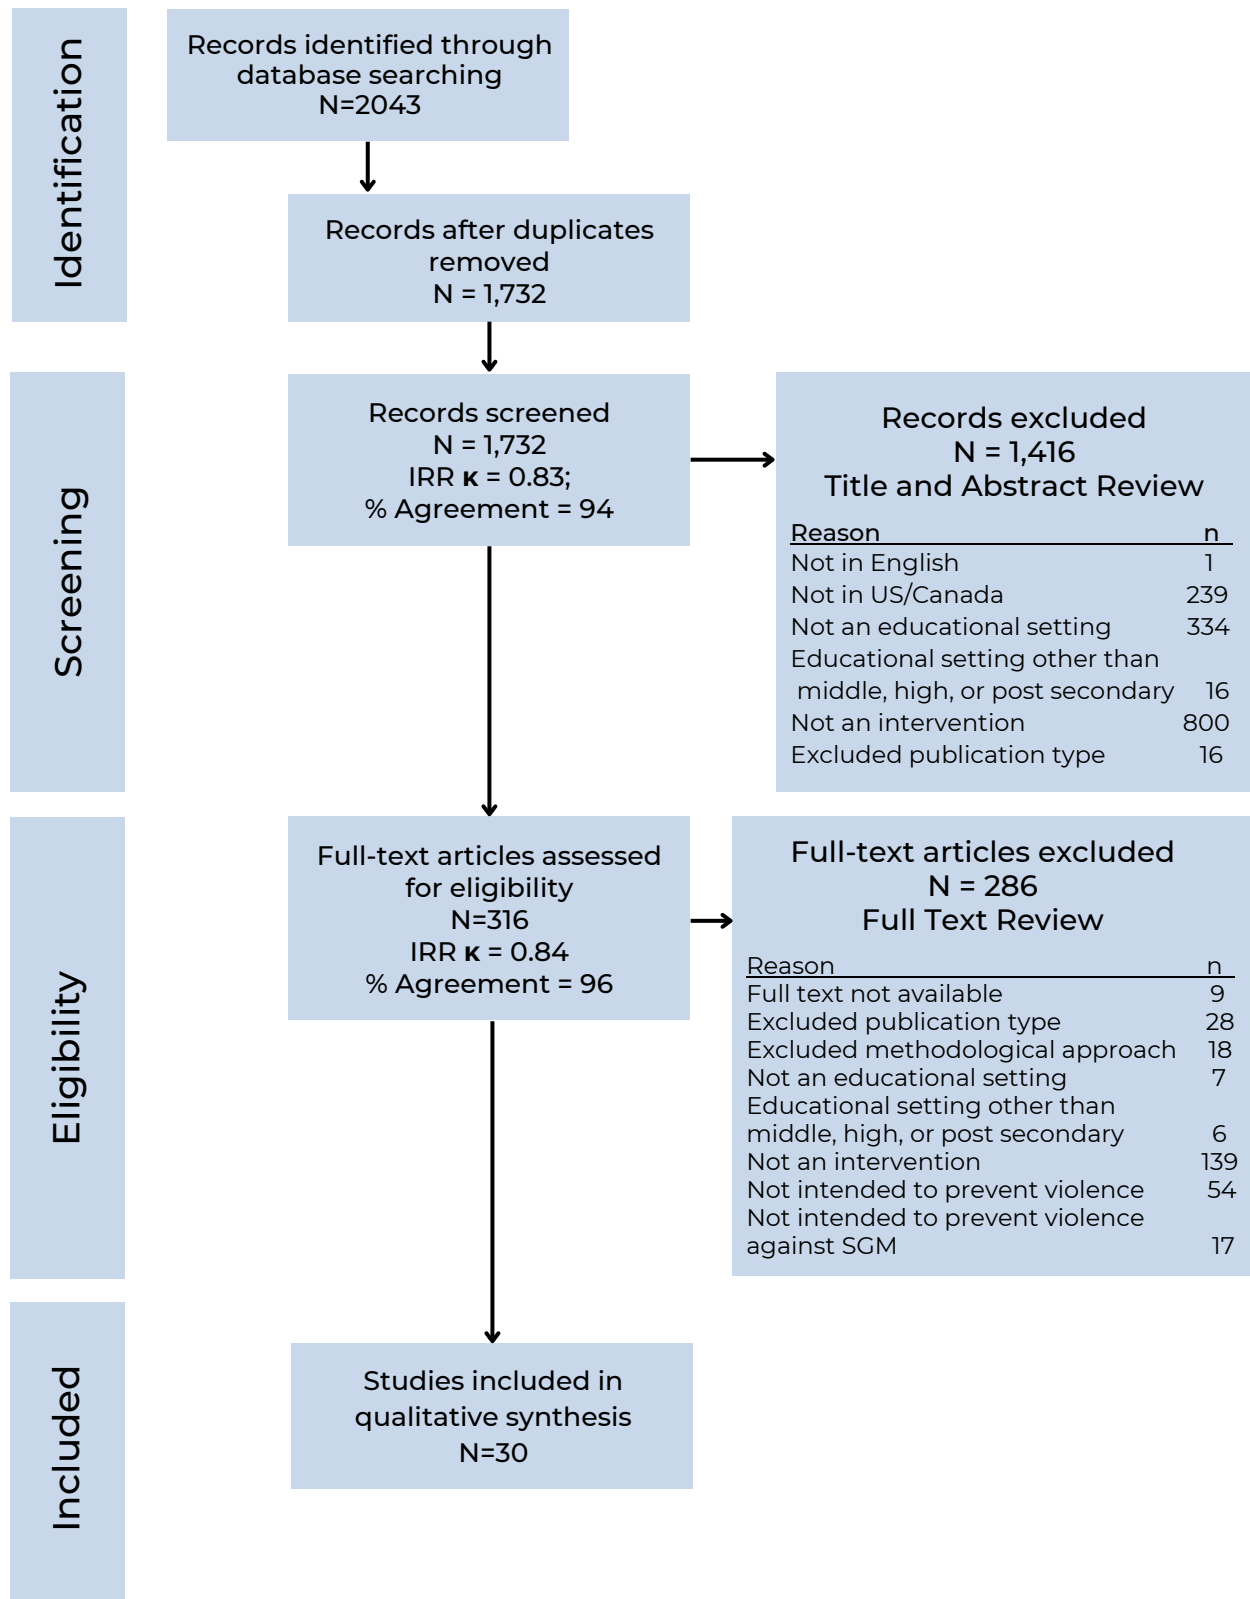 Identification
Records identified through
database searching
N=2043
Records after duplicates
removed
N = 1,732
Screening
Records screened
N = 1,732
IRR κ = 0.83;
% Agreement = 94
Records excluded
N = 1,416
Title and Abstract Review
Reason n
Not in English 1
Not in US/Canada 239
Not an educational setting 334
Educational setting other than
middle, high, or post secondary 16
Not an intervention 800
Excluded publication type 16
Eligibility
Full-text articles assessed
for eligibility
N=316
IRR κ = 0.84
% Agreement = 96
Full-text articles excluded
N = 286
Full Text Review
Reason n
Full text not available 9
Excluded publication type 28
Excluded methodological approach 18
Not an educational setting 7
Educational setting other than
middle, high, or post secondary 6
Not an intervention 139
Not intended to prevent violence 54
Not intended to prevent violence
against SGM 17
Included
Studies included in
qualitative synthesis
N=30